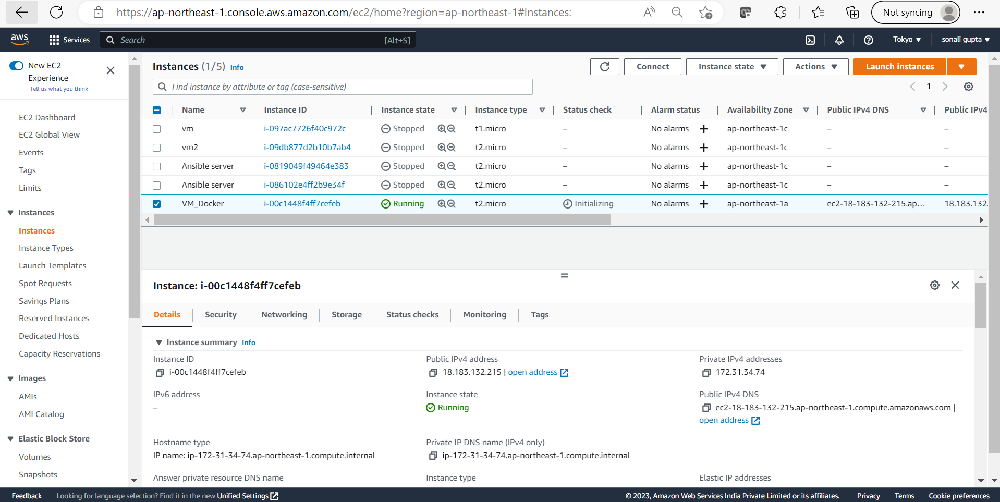 https://ap-northeast-1.console.aws.amazon.com/ec2/home?region=ap-northeast-1#Instances:
Not syncing
aws
Services
Search
[Alt+S]
Tokyo
sonali gupta
New EC2
Experience
Tell us what you think
EC2 Dashboard
EC2 Global View
Events
Tags
Limits
Instances
Instances
Instance Types
Launch Templates
Spot Requests
Savings Plans
Reserved Instances
Dedicated Hosts
Capacity Reservations
Images
AMIs
AMI Catalog
Elastic Block Store
Volumes
Snapshots
Instances (1/5) Info
Connect
Instance state
Actions
Launch instances
Find instance by attribute or tag (case-sensitive)
1
Name Instance ID Instance state Instance type Status check Alarm status Availability Zone Public IPv4 DNS Public IPv4
vm i-097ac7726f40c972c Stopped t1.micro – No alarms ap-northeast-1c – –
vm2 i-09db877d2b10b7ab4 Stopped t2.micro – No alarms ap-northeast-1c – –
Ansible server i-0819049f49464e383 Stopped t2.micro – No alarms ap-northeast-1c – –
Ansible server i-086102e4ff2b9e34f Stopped t2.micro – No alarms ap-northeast-1c – –
VM_Docker i-00c1448f4ff7cefeb Running t2.micro Initializing No alarms ap-northeast-1a ec2-18-183-132-215.ap... 18.183.132.
Instance: i-00c1448f4ff7cefeb
Details Security Networking Storage Status checks Monitoring Tags
Instance summary Info
Instance ID
i-00c1448f4ff7cefeb
Public IPv4 address
18.183.132.215 | open address
Private IPv4 addresses
172.31.34.74
IPv6 address
–
Instance state
Running
Public IPv4 DNS
ec2-18-183-132-215.ap-northeast-1.compute.amazonaws.com |
open address
Hostname type
IP name: ip-172-31-34-74.ap-northeast-1.compute.internal
Private IP DNS name (IPv4 only)
ip-172-31-34-74.ap-northeast-1.compute.internal
Answer private resource DNS name
Instance type
Elastic IP addresses
Feedback
Looking for language selection? Find it in the new Unified Settings
© 2023, Amazon Web Services India Private Limited or its affiliates.
Privacy
Terms
Cookie preferences